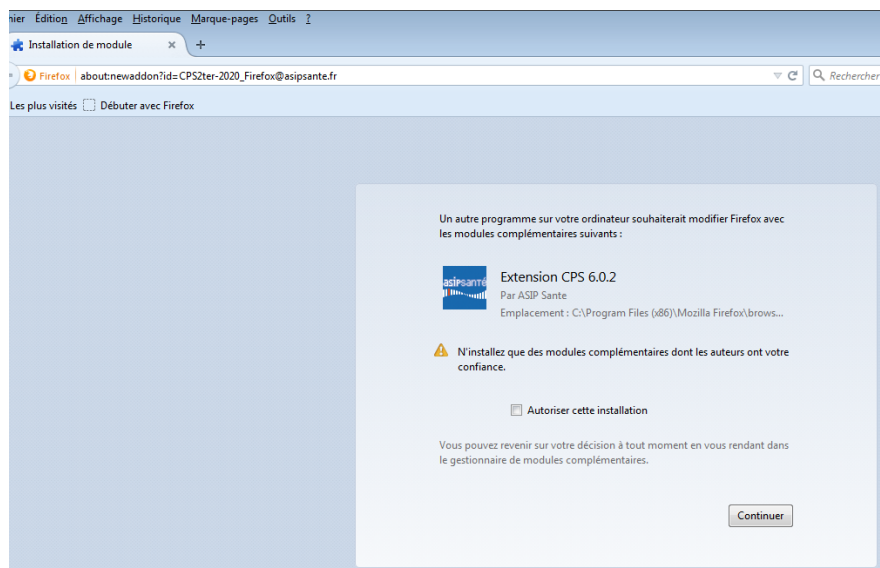 hier Édition Affichage Historique Marque-pages Outils ?
Installation de module × +
Firefox about:newaddon?id=CPS2ter-2020_Firefox@asipsante.fr Rechercher
Les plus visités Débuter avec Firefox
Un autre programme sur votre ordinateur souhaiterait modifier Firefox avec
les modules complémentaires suivants :
asipsanté
Extension CPS 6.0.2
Par ASIP Sante
Emplacement : C:\Program Files (x86)\Mozilla Firefox\brows...
N'installez que des modules complémentaires dont les auteurs ont votre
confiance.
Autoriser cette installation
Vous pouvez revenir sur votre décision à tout moment en vous rendant dans
le gestionnaire de modules complémentaires.
Continuer